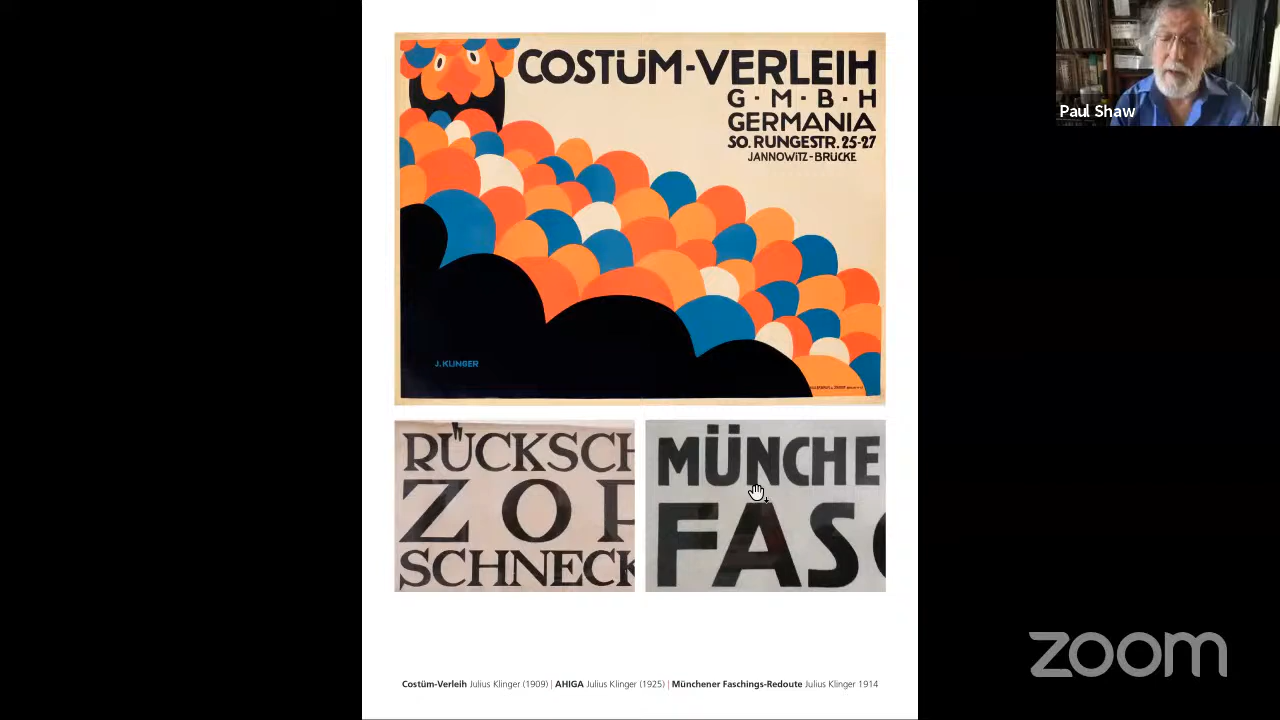 COSTÜM-VERLEIH
G·M·B·H
GERMANIA
SO. RUNGESTR. 25-27
JANNOWiTZ-BRÜCKE
J. KLINGER
RÜCKSCH
ZOP
SCHNECK
MÜNCHE
FASC
Costüm-Verleih Julius Klinger (1909) | AHIGA Julius Klinger (1925) | Münchener Faschings-Redoute Julius Klinger 1914
Paul Shaw
zoom